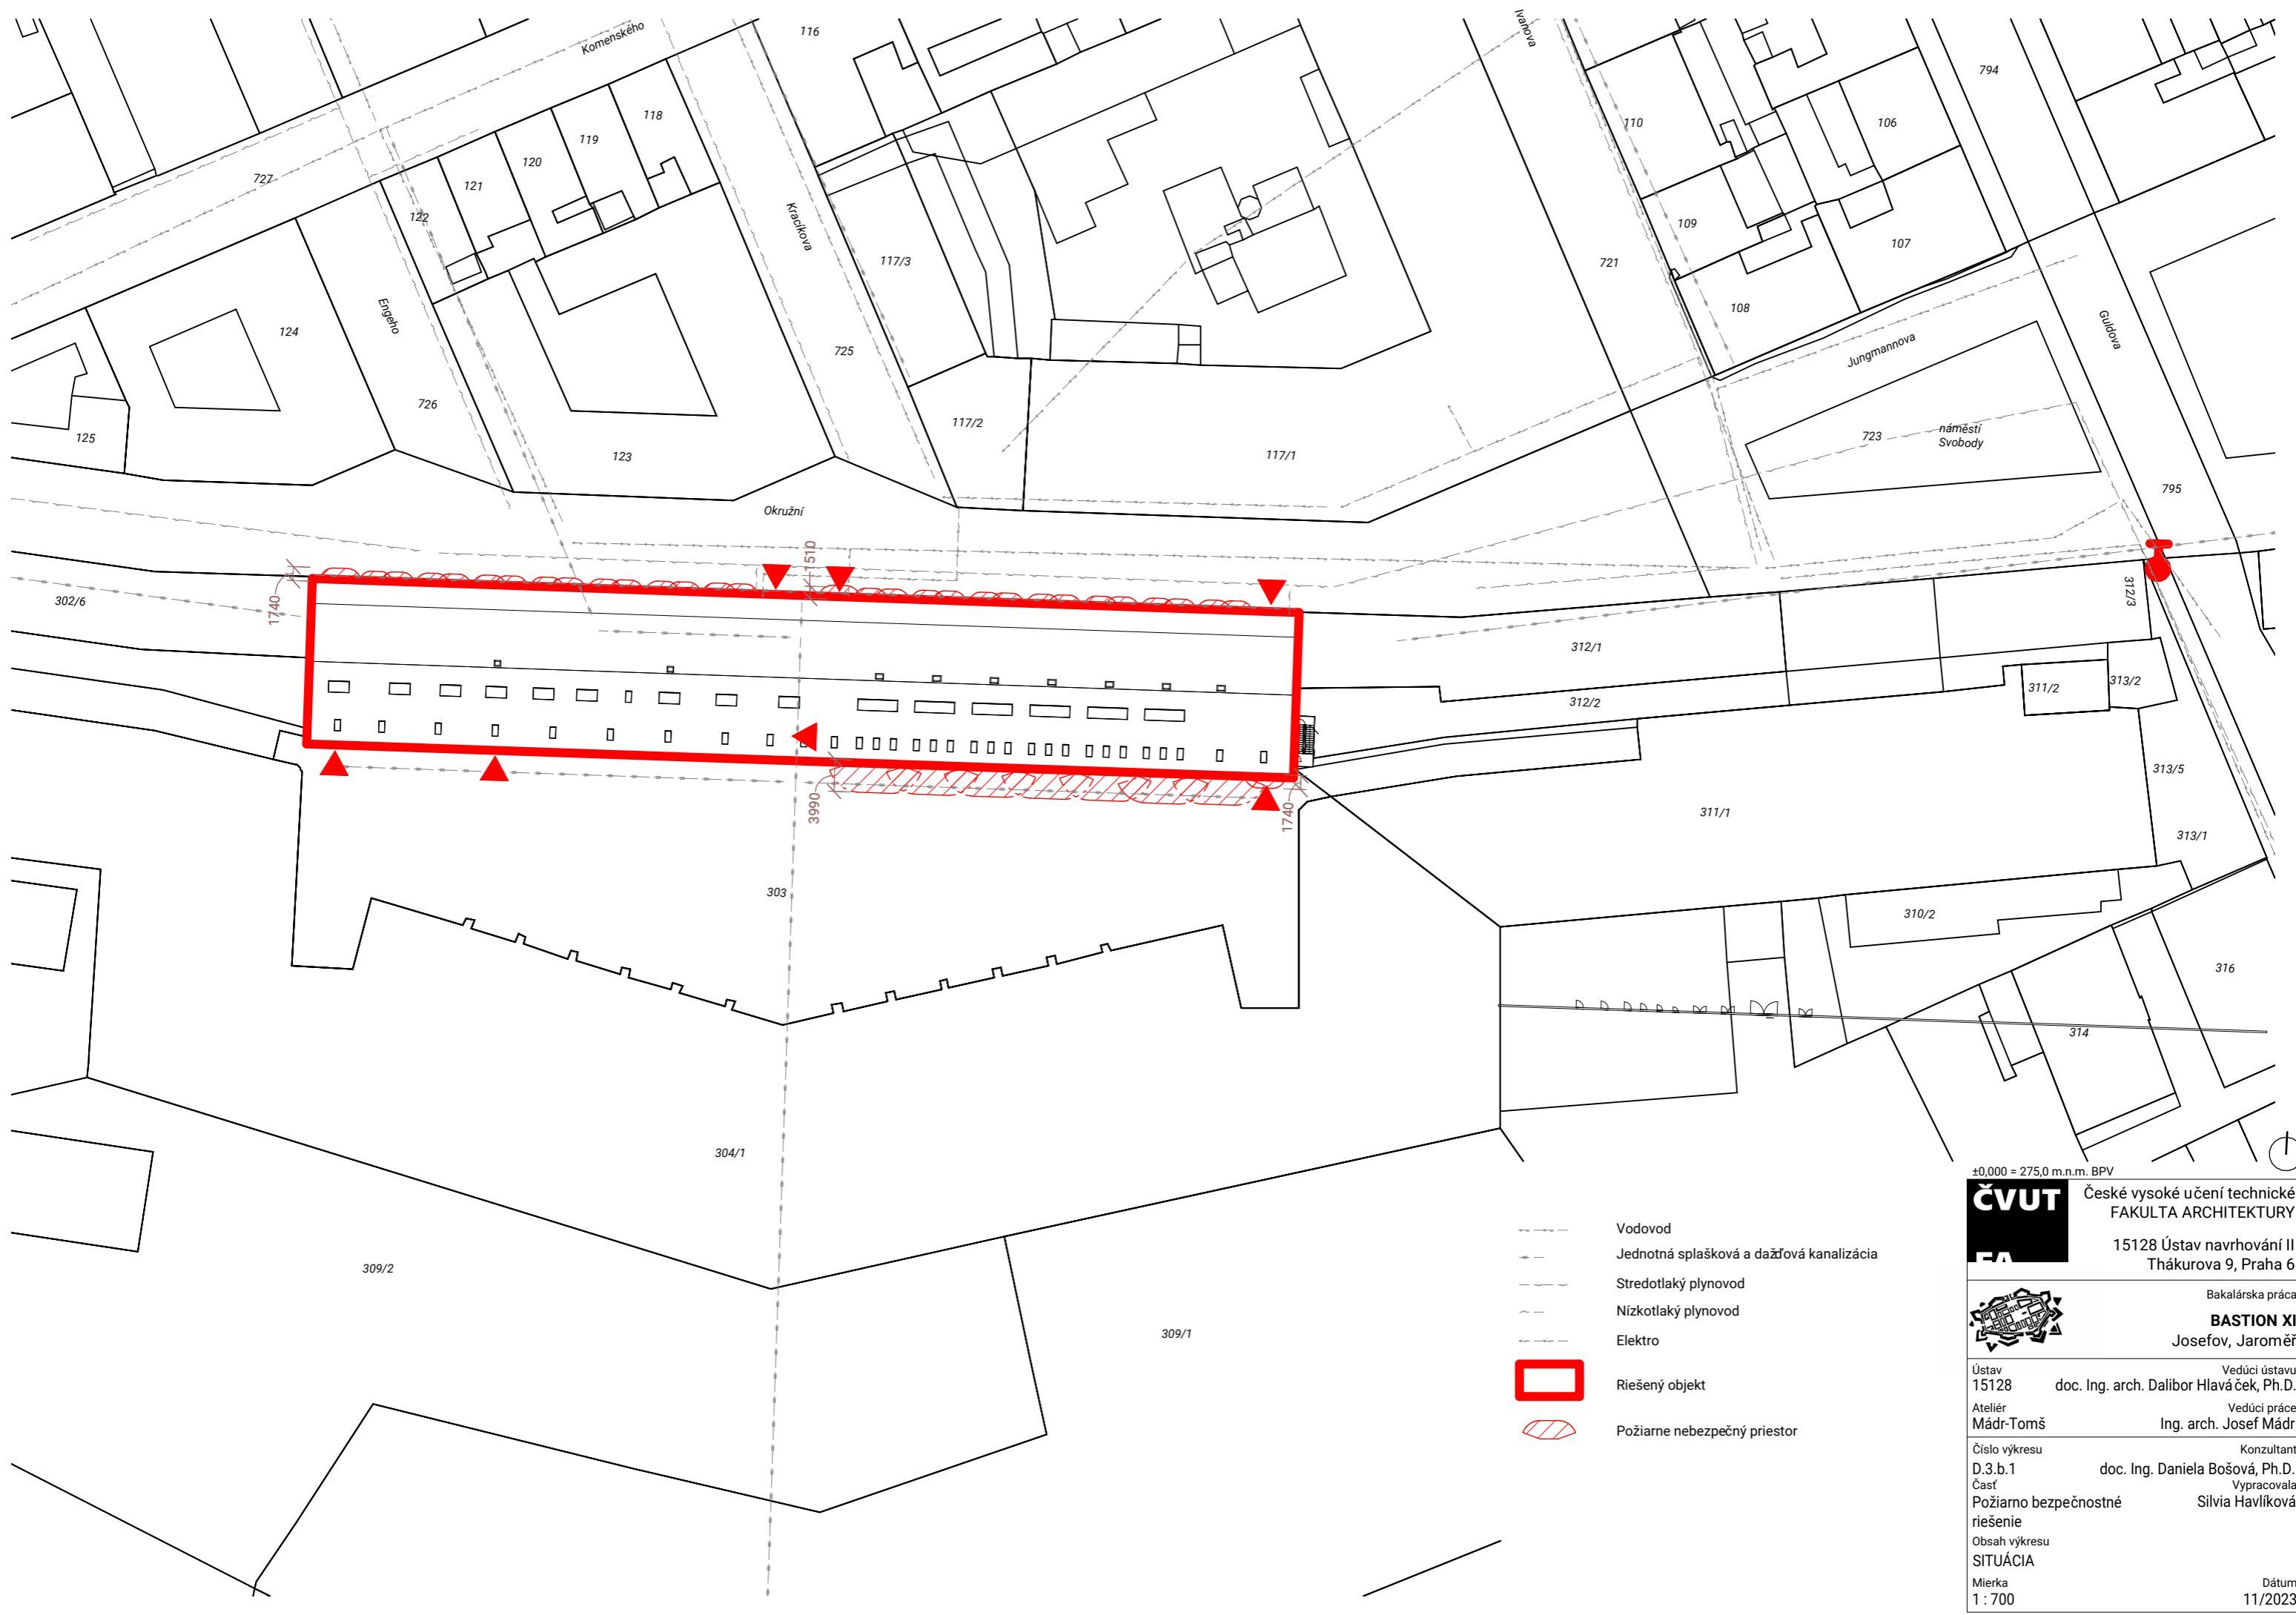 Komenského
116
Ivanova
794
118
119
120
121
122
727
110
106
109
107
108
721
Kracíkova
117/3
Engeho
124
725
726
125
123
117/2
117/1
Jungmannova
Guldova
723
náměstí
Svobody
795
Okružní
1510
1740
302/6
312/3
312/1
312/2
311/2
313/2
313/5
3990
1740
311/1
313/1
303
310/2
316
314
304/1
309/2
309/1
Vodovod
Jednotná splašková a dažďová kanalizácia
Stredotlaký plynovod
Nízkotlaký plynovod
Elektro
Riešený objekt
Požiarne nebezpečný priestor
±0,000 = 275,0 m.n.m. BPV
ČVUT
FA
České vysoké učení technické
FAKULTA ARCHITEKTURY
15128 Ústav navrhování II
Thákurova 9, Praha 6
Bakalárska práca
BASTION XI
Josefov, Jaroměř
Ústav Vedúci ústavu
15128 doc. Ing. arch. Dalibor Hlaváček, Ph.D.
Ateliér Vedúci práce
Mádr-Tomš Ing. arch. Josef Mádr
Číslo výkresu Konzultant
D.3.b.1 doc. Ing. Daniela Bošová, Ph.D.
Časť Vypracovala
Požiarno bezpečnostné Silvia Havlíková
riešenie
Obsah výkresu
SITUÁCIA
Mierka Dátum
1 : 700 11/2023